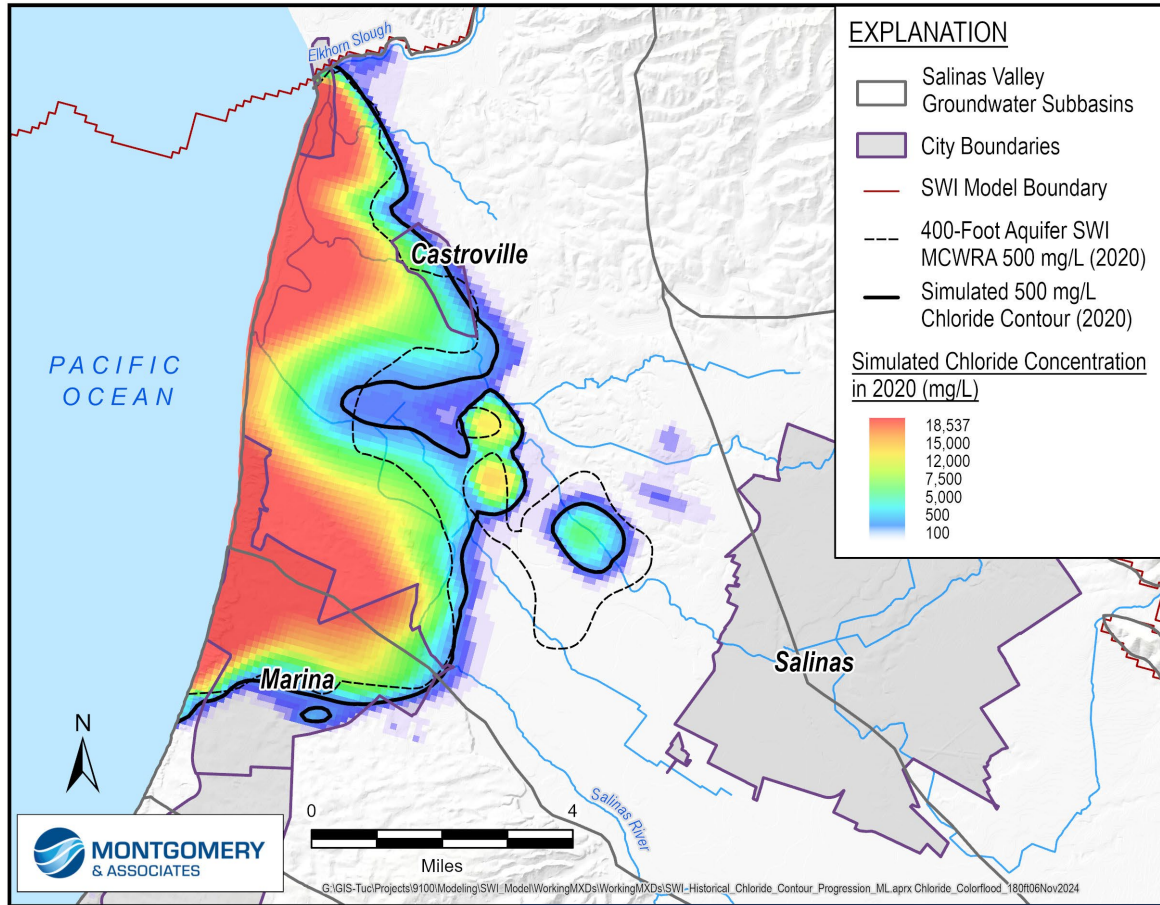 Elkhorn Slough
Castroville
PACIFIC
OCEAN
Marina
Salinas
Salinas River
N
0 4
Miles
MONTGOMERY
& ASSOCIATES
G:\GIS-Tuc\Projects\9100\Modeling\SWI_Model\WorkingMXDs\WorkingMXDs\SWI-Historical_Chloride_Contour_Progression_ML.aprx Chloride_Colorflood_180ft06Nov2024
EXPLANATION
Salinas Valley
Groundwater Subbasins
City Boundaries
SWI Model Boundary
400-Foot Aquifer SWI
MCWRA 500 mg/L (2020)
Simulated 500 mg/L
Chloride Contour (2020)
Simulated Chloride Concentration
in 2020 (mg/L)
18,537
15,000
12,000
7,500
5,000
500
100